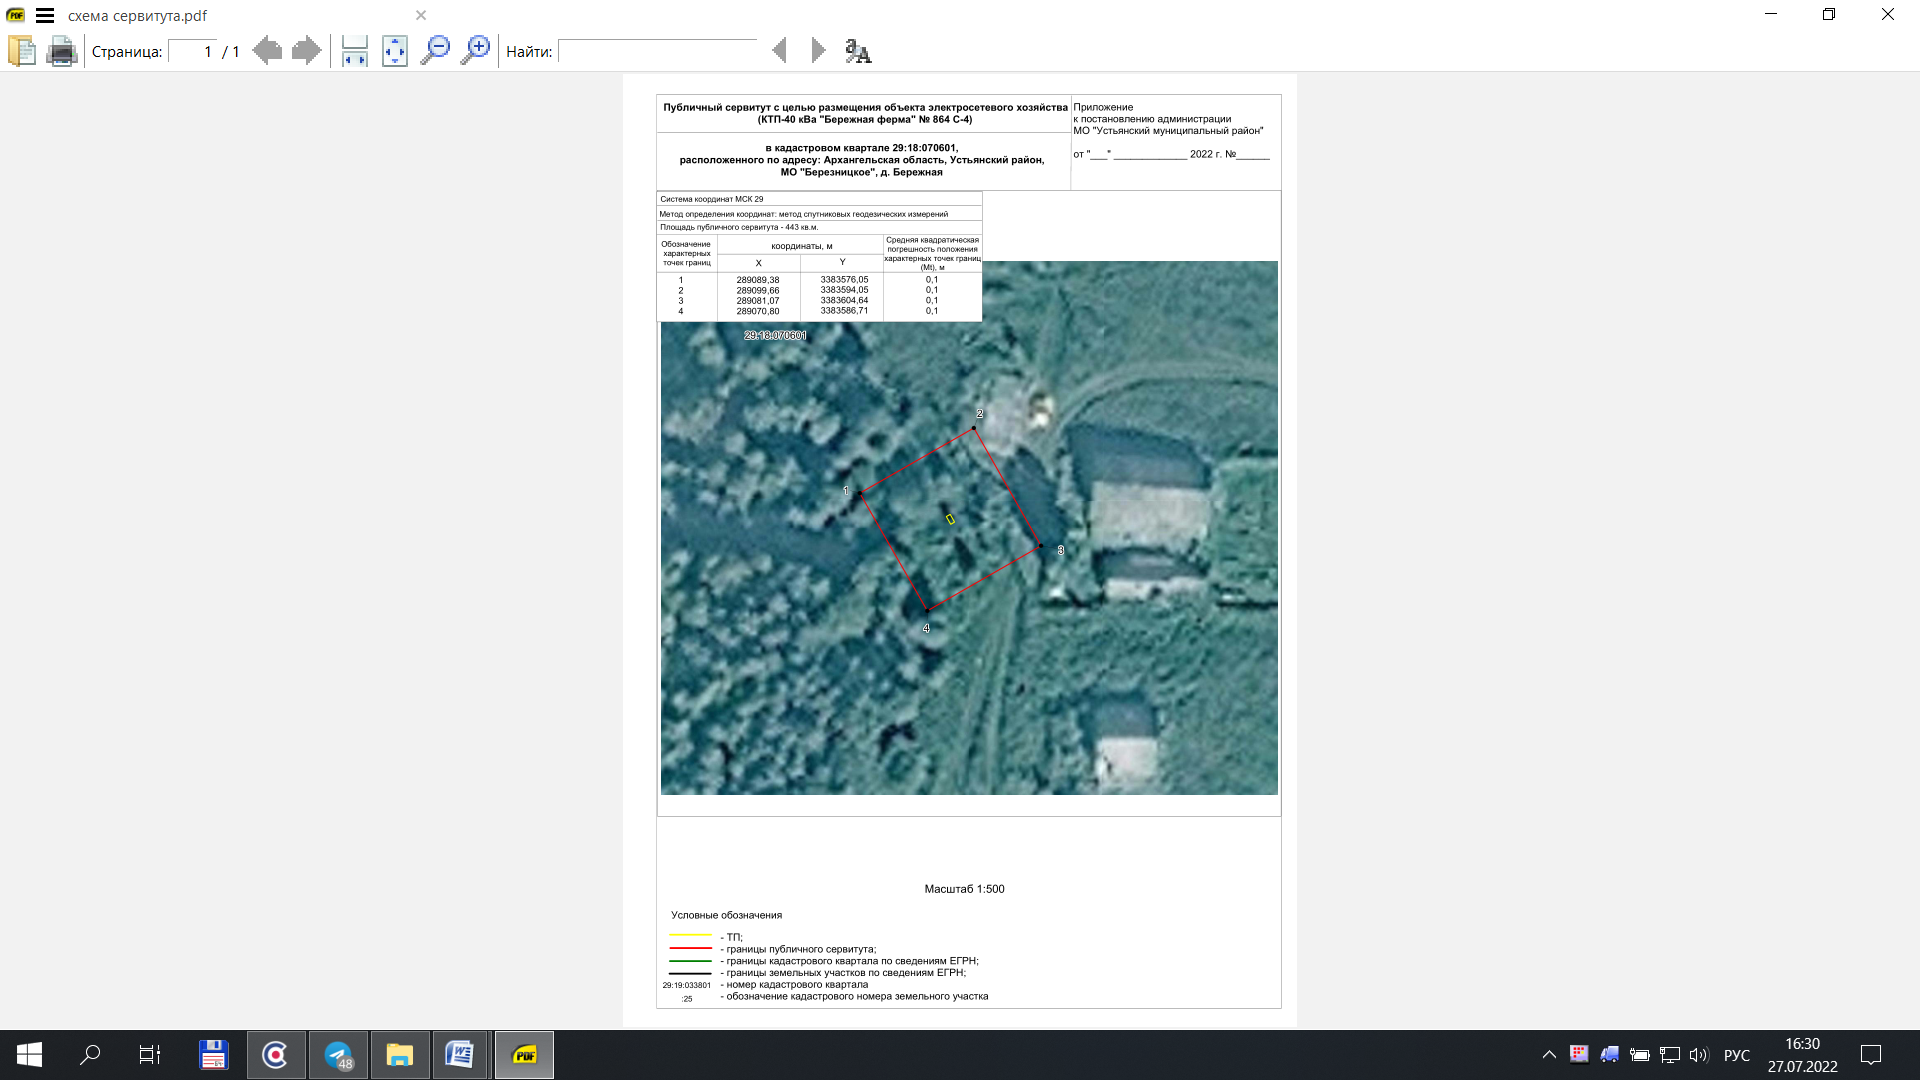 схема сервитута.pdf
Страница: 1 / 1
Найти:
Публичный сервитут с целью размещения объекта электросетевого хозяйства
(КТП-40 кВа "Бережная ферма" № 864 С-4)
в кадастровом квартале 29:18:070601,
расположенного по адресу: Архангельская область, Устьянский район,
МО "Березницкое", д. Бережная
Приложение
к постановлению администрации
МО "Устьянский муниципальный район"
от "___" _____________ 2022 г. №______
Система координат МСК 29
Метод определения координат: метод спутниковых геодезических измерений
Площадь публичного сервитута - 443 кв.м.
Обозначение
характерных
точек границ
координаты, м
X Y
Средняя квадратическая
погрешность положения
характерных точек границ
(Mt), м
1 289089,38 3383576,05 0,1
2 289099,66 3383594,05 0,1
3 289081,07 3383604,64 0,1
4 289070,80 3383586,71 0,1
29:18:070601
2
1
3
4
Масштаб 1:500
Условные обозначения
- ТП;
- границы публичного сервитута;
- границы кадастрового квартала по сведениям ЕГРН;
- границы земельных участков по сведениям ЕГРН;
29:19:033801 - номер кадастрового квартала
:25 - обозначение кадастрового номера земельного участка
48
PDF
РУС
16:30
27.07.2022